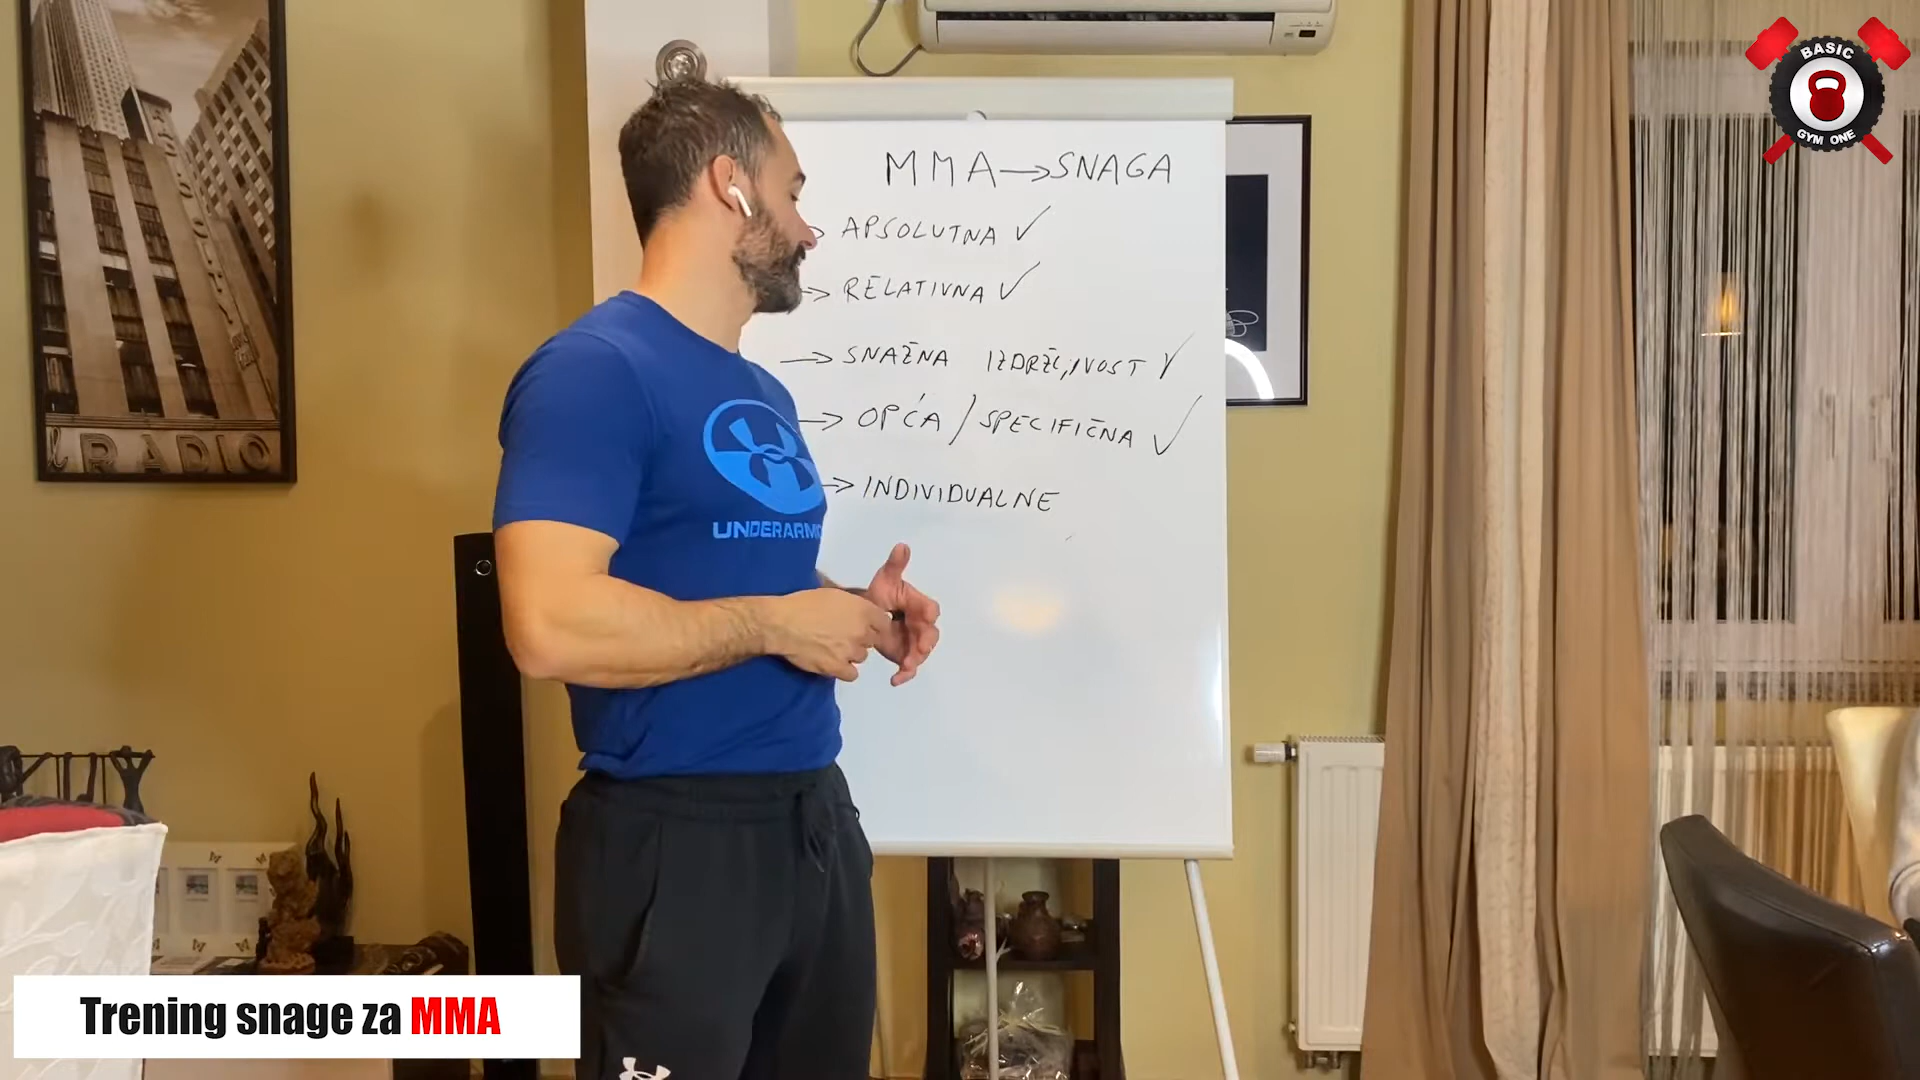 BASIC
GYM ONE
MMA→SNAGA
→ APSOLUTNA ✓
→ RELATIVNA ✓
→ SNAŽNA IZDRŽLJIVOST ✓
→ OPĆA / SPECIFIČNA ✓
→ INDIVIDUALNE
UNDERARM
RADIO
Trening snage za MMA